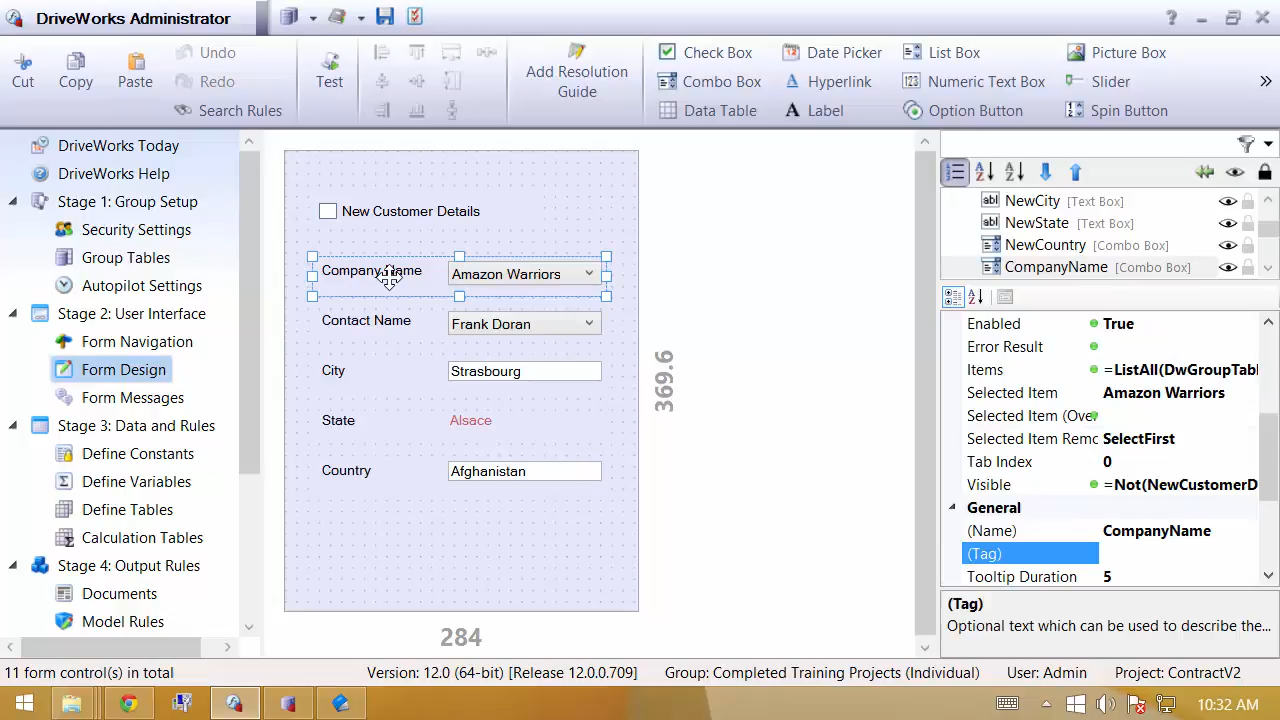 DriveWorks Administrator
Cut
Copy
Paste
Undo
Redo
Search Rules
Test
Add Resolution
Guide
Check Box
Combo Box
Data Table
Date Picker
Hyperlink
Label
List Box
Numeric Text Box
Option Button
Picture Box
Slider
Spin Button
DriveWorks Today
DriveWorks Help
Stage 1: Group Setup
Security Settings
Group Tables
Autopilot Settings
Stage 2: User Interface
Form Navigation
Form Design
Form Messages
Stage 3: Data and Rules
Define Constants
Define Variables
Define Tables
Calculation Tables
Stage 4: Output Rules
Documents
Model Rules
New Customer Details
Company Name Amazon Warriors
Contact Name Frank Doran
City Strasbourg
State Alsace
Country Afghanistan
369.6
284
NewCity [Text Box]
NewState [Text Box]
NewCountry [Combo Box]
CompanyName [Combo Box]
Enabled True
Error Result
Items =ListAll(DwGroupTabl
Selected Item Amazon Warriors
Selected Item (Over
Selected Item Remo SelectFirst
Tab Index 0
Visible =Not(NewCustomerD
General
(Name) CompanyName
(Tag)
Tooltip Duration 5
(Tag)
Optional text which can be used to describe the...
11 form control(s) in total Version: 12.0 (64-bit) [Release 12.0.0.709] Group: Completed Training Projects (Individual) User: Admin Project: ContractV2
10:32 AM